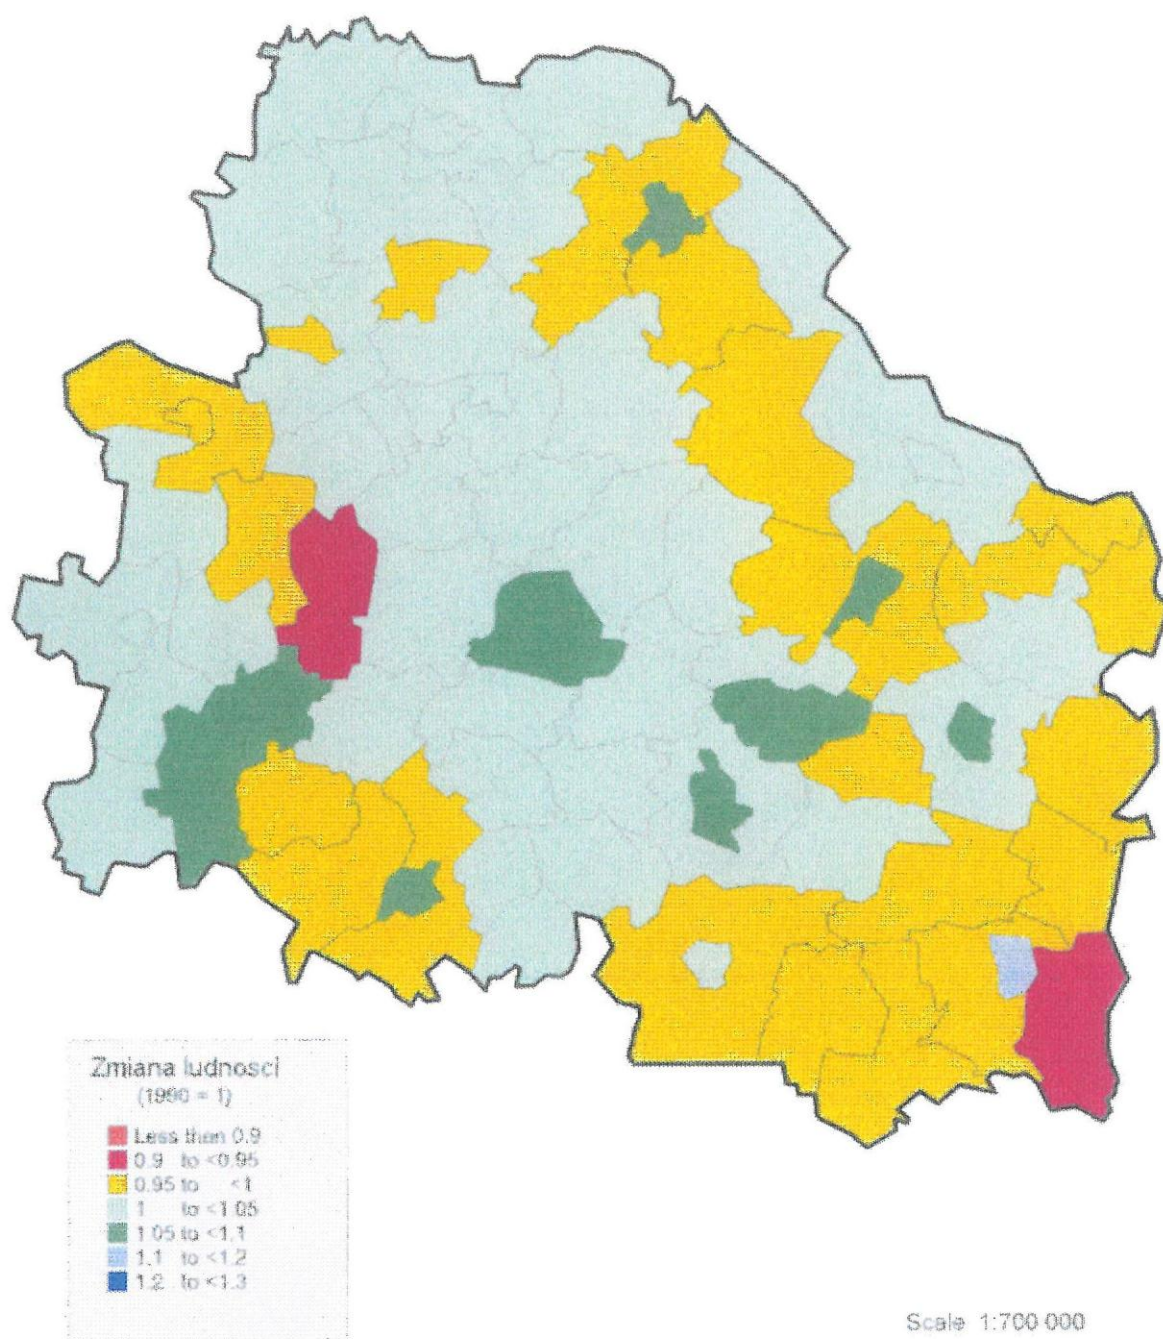 Zmiana ludnosci
(1990 = 1)
Less then 0.9
0.9 to <0.95
0.95 to <1
1 to <1.05
1.05 to <1.1
1.1 to <1.2
1.2 to <1.3
Scale 1:700 000